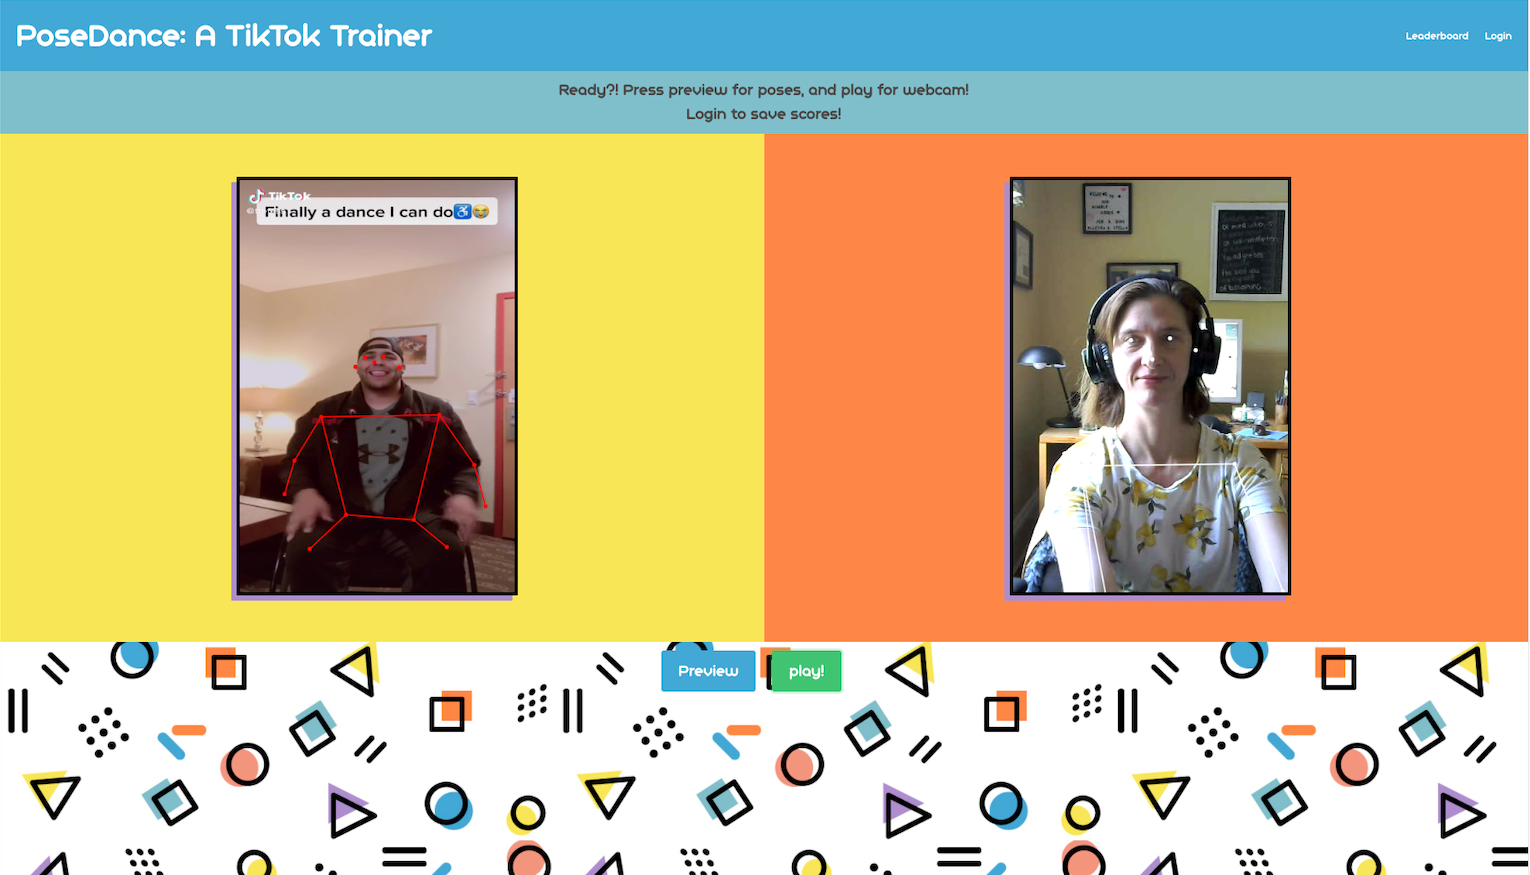 PoseDance: A TikTok Trainer
Leaderboard Login
Ready?! Press preview for poses, and play for webcam!
Login to save scores!
TikTok
Finally a dance I can do♿😭
Preview play!